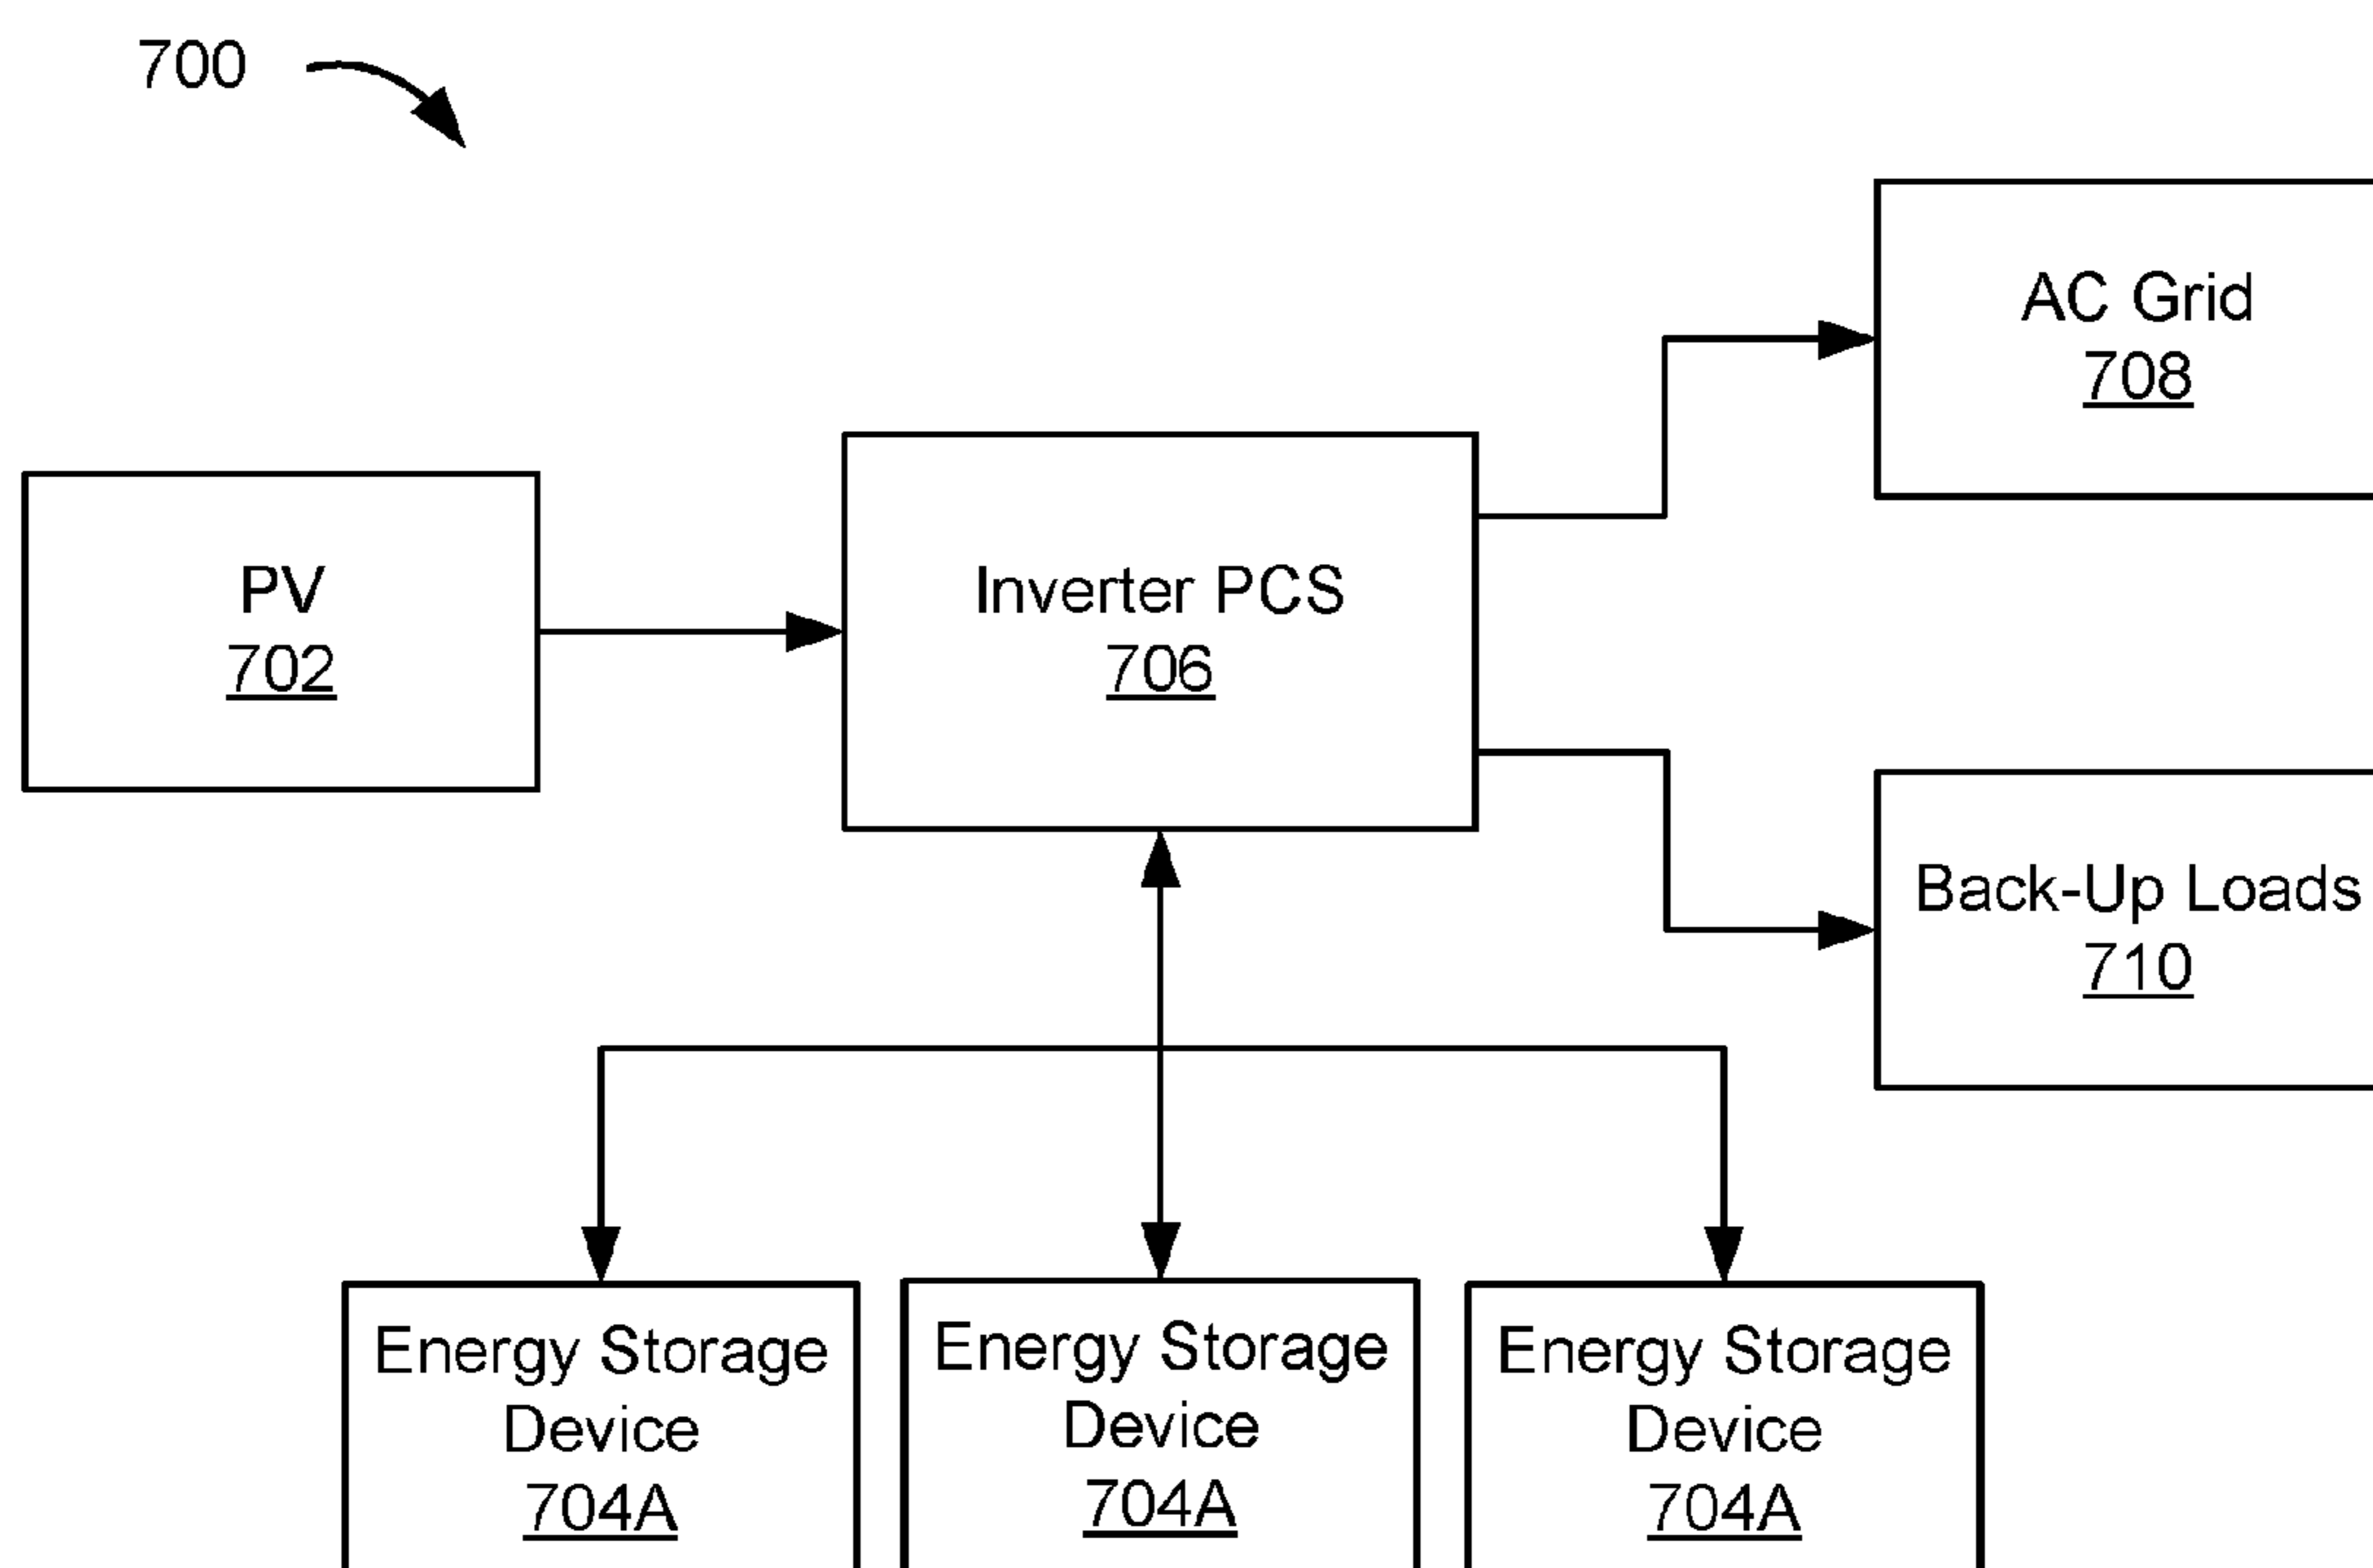 700
AC Grid
708
PV
702
Inverter PCS
706
Back-Up Loads
710
Energy Storage
Device
704A
Energy Storage
Device
704A
Energy Storage
Device
704A